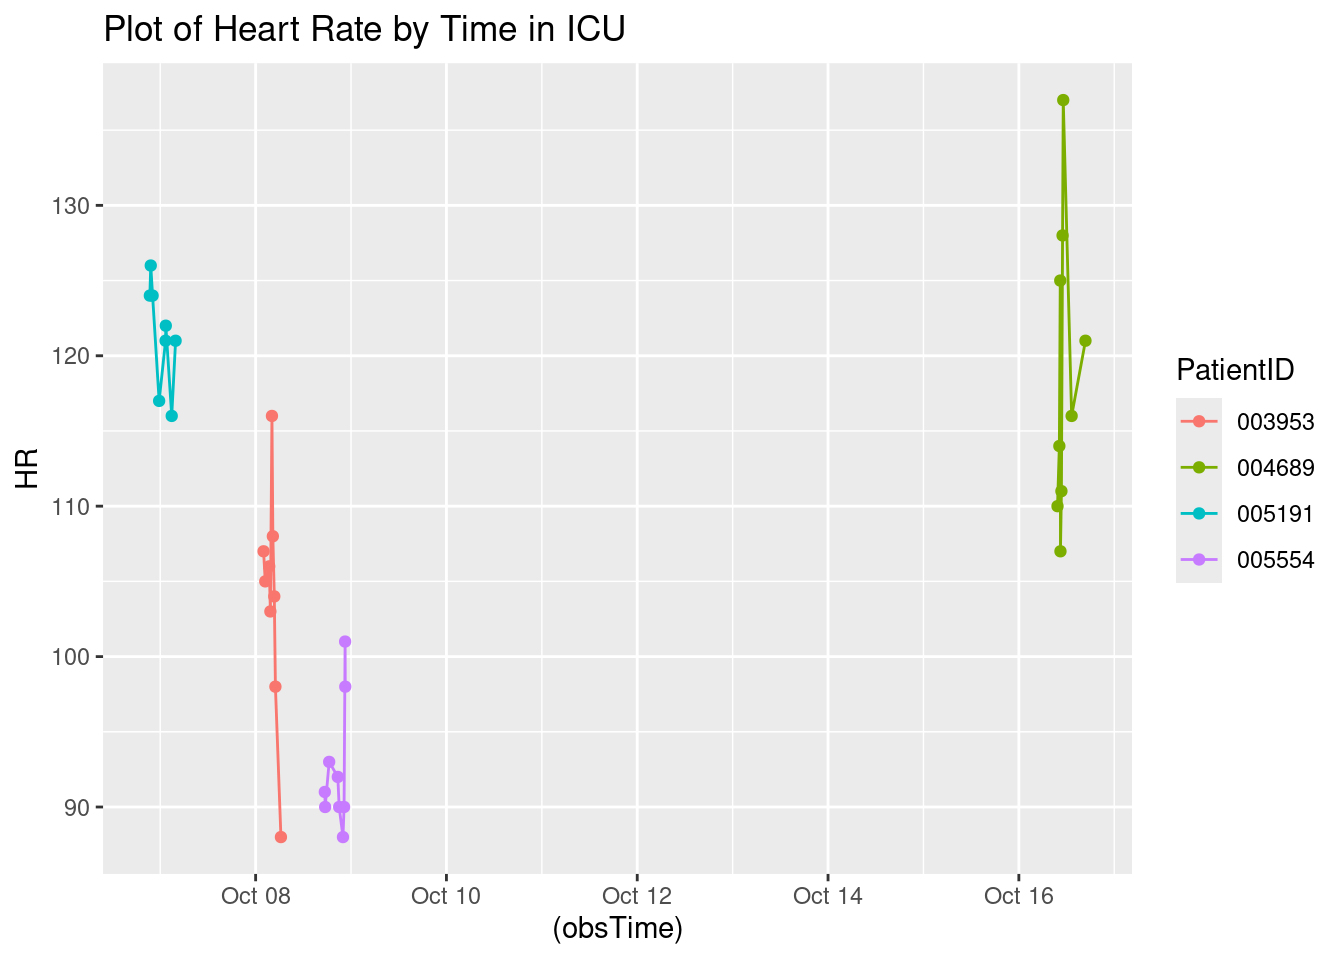 Plot of Heart Rate by Time in ICU
130
120
110
100
90
HR
Oct 08 Oct 10 Oct 12 Oct 14 Oct 16
(obsTime)
PatientID
003953
004689
005191
005554